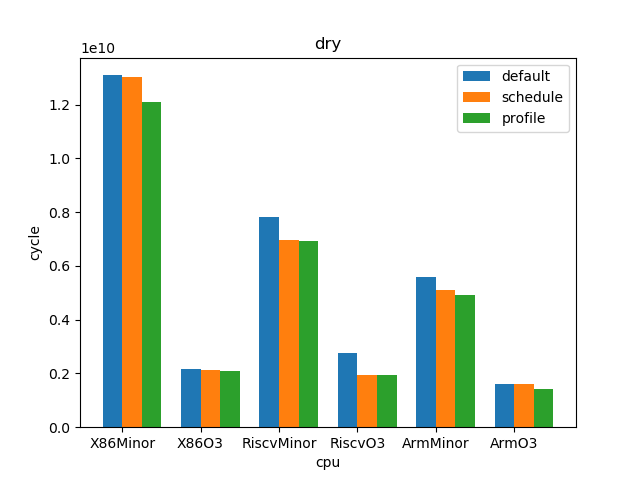 dry
1e10
default
schedule
profile
1.2
1.0
0.8
0.6
0.4
0.2
0.0
cycle
X86Minor X86O3 RiscvMinor RiscvO3 ArmMinor ArmO3
cpu